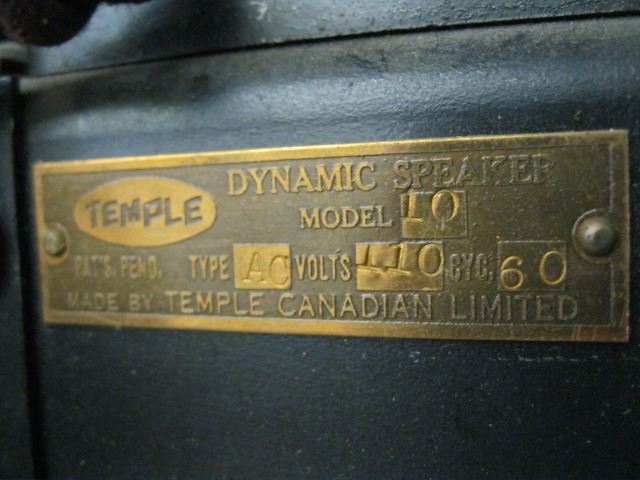 TEMPLE
DYNAMIC SPEAKER
MODEL 10
PAT'S. PEND. TYPE AC VOLTS 110 CYC. 60
MADE BY TEMPLE CANADIAN LIMITED